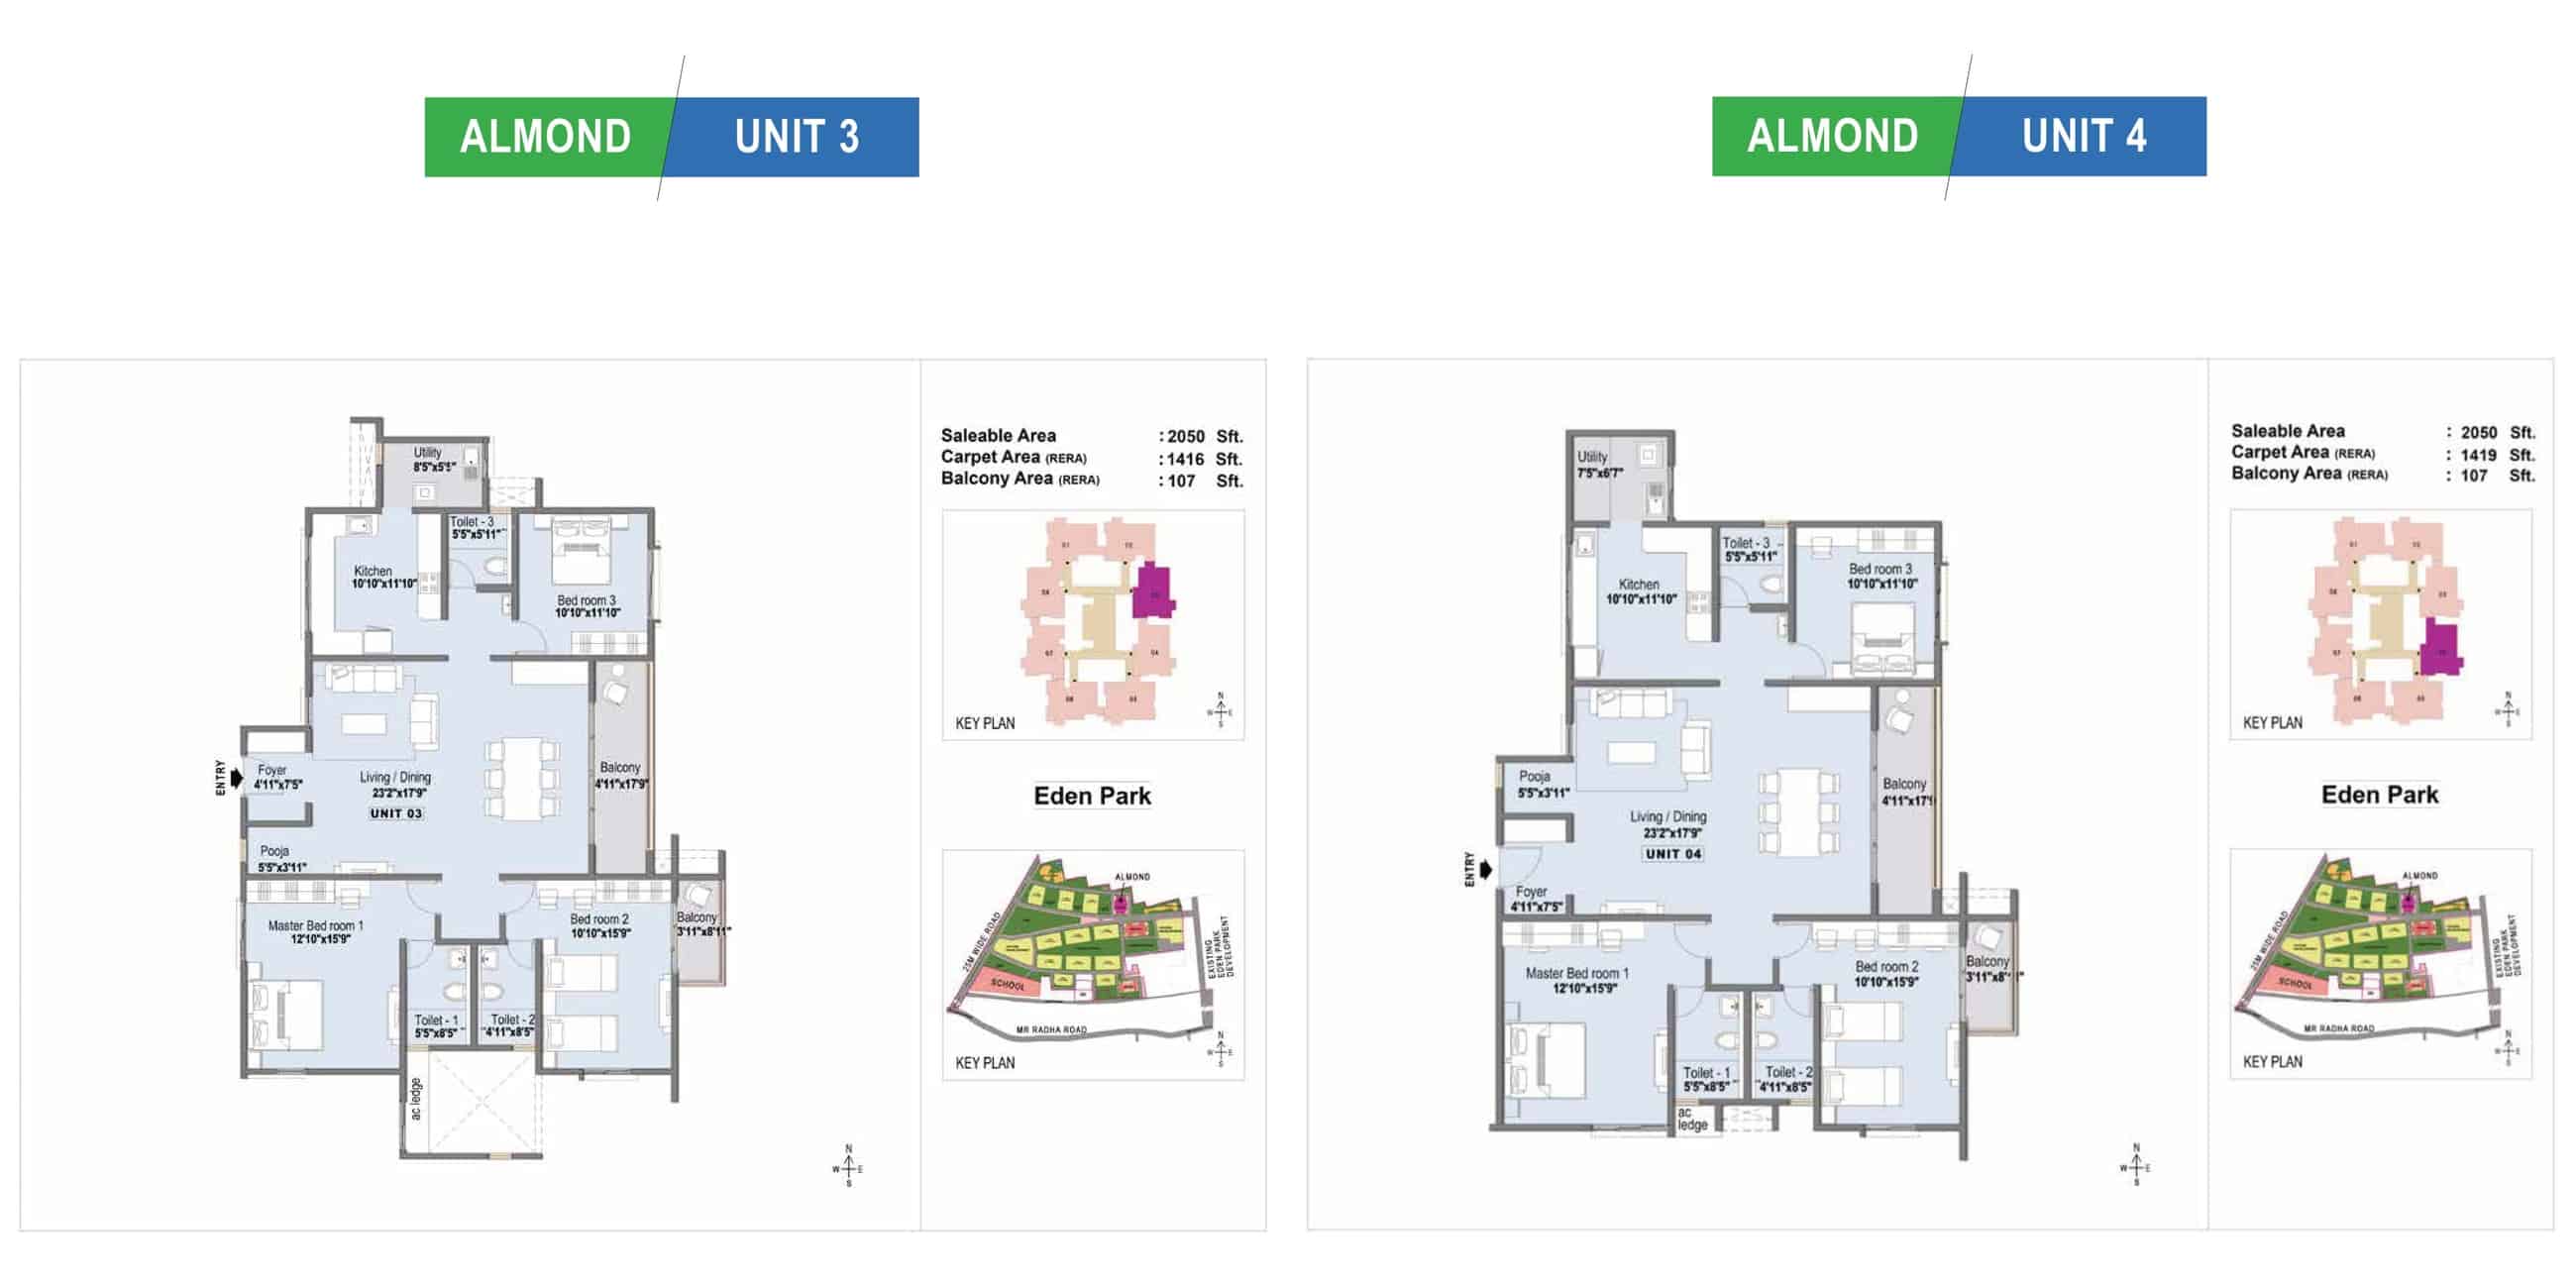 ALMOND
UNIT 3
Utility
8'5"x5'5"
Toilet - 3
5'5"x5'11"
Kitchen
10'10"x11'10"
Bed room 3
10'10"x11'10"
ENTRY
Foyer
4'11"x7'5"
Living / Dining
23'2"x17'9"
UNIT 03
Balcony
4'11"x17'9"
Pooja
5'5"x3'11"
Master Bed room 1
12'10"x15'9"
Bed room 2
10'10"x15'9"
Balcony
3'11"x8'11"
Toilet - 1
5'5"x8'5"
Toilet - 2
4'11"x8'5"
ac ledge
N
W E
S
Saleable Area : 2050 Sft.
Carpet Area (RERA) : 1416 Sft.
Balcony Area (RERA) : 107 Sft.
04
KEY PLAN
N
W E
S
Eden Park
ALMOND
25M WIDE ROAD
SCHOOL
EXISTING
EDEN PARK
DEVELOPMENT
MR RADHA ROAD
KEY PLAN
N
W E
S
ALMOND
UNIT 4
Utility
7'5"x6'7"
Toilet - 3
5'5"x5'11"
Kitchen
10'10"x11'10"
Bed room 3
10'10"x11'10"
Pooja
5'5"x3'11"
Balcony
4'11"x17'9
Living / Dining
23'2"x17'9"
UNIT 04
ENTRY
Foyer
4'11"x7'5"
Master Bed room 1
12'10"x15'9"
Bed room 2
10'10"x15'9"
Balcony
Toilet - 1
5'5"x8'5"
Toilet - 2
4'11"x8'5"
ac
ledge
N
W E
S
Saleable Area : 2050 Sft.
Carpet Area (RERA) : 1419 Sft.
Balcony Area (RERA) : 107 Sft.
KEY PLAN
N
W E
S
Eden Park
ALMOND
25M WIDE ROAD
SCHOOL
EXISTING
EDEN PARK
DEVELOPMENT
MR RADHA ROAD
KEY PLAN
N
W E
S